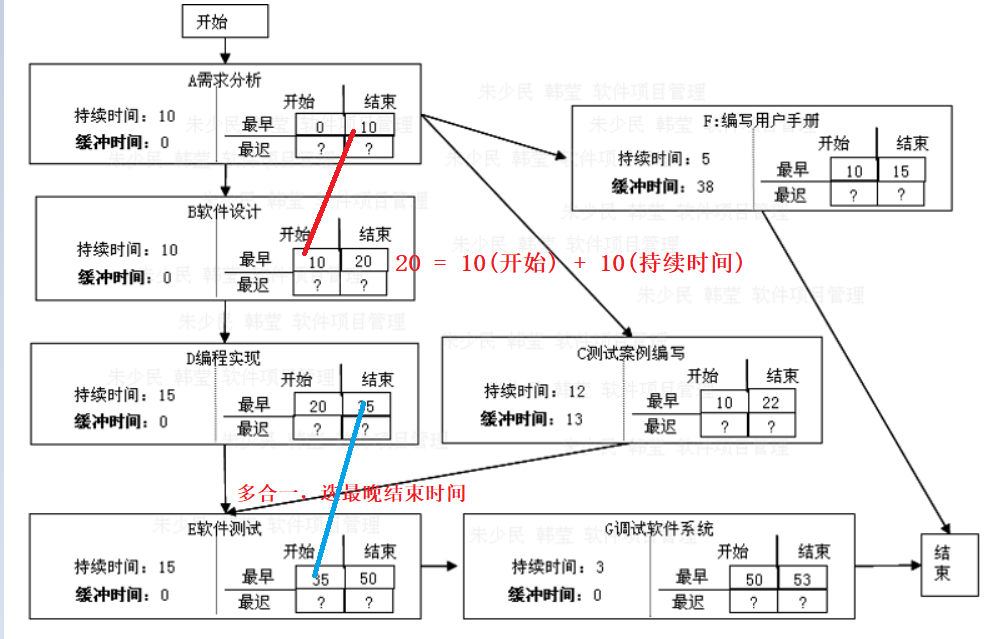 开始
A需求分析
开始 结束
持续时间：10
缓冲时间：0
最早 0 10
最迟 ? ?
B软件设计
开始 结束
持续时间：10
缓冲时间：0
最早 10 20
最迟 ? ?
20 = 10(开始) + 10(持续时间)
D编程实现
开始 结束
持续时间：15
缓冲时间：0
最早 20 35
最迟 ? ?
多合一，选最晚结束时间
E软件测试
开始 结束
持续时间：15
缓冲时间：0
最早 35 50
最迟 ? ?
F:编写用户手册
开始 结束
持续时间：5
缓冲时间：38
最早 10 15
最迟 ? ?
C测试案例编写
开始 结束
持续时间：12
缓冲时间：13
最早 10 22
最迟 ? ?
G调试软件系统
开始 结束
持续时间：3
缓冲时间：0
最早 50 53
最迟 ? ?
结束
朱少民 韩莹 软件项目管理